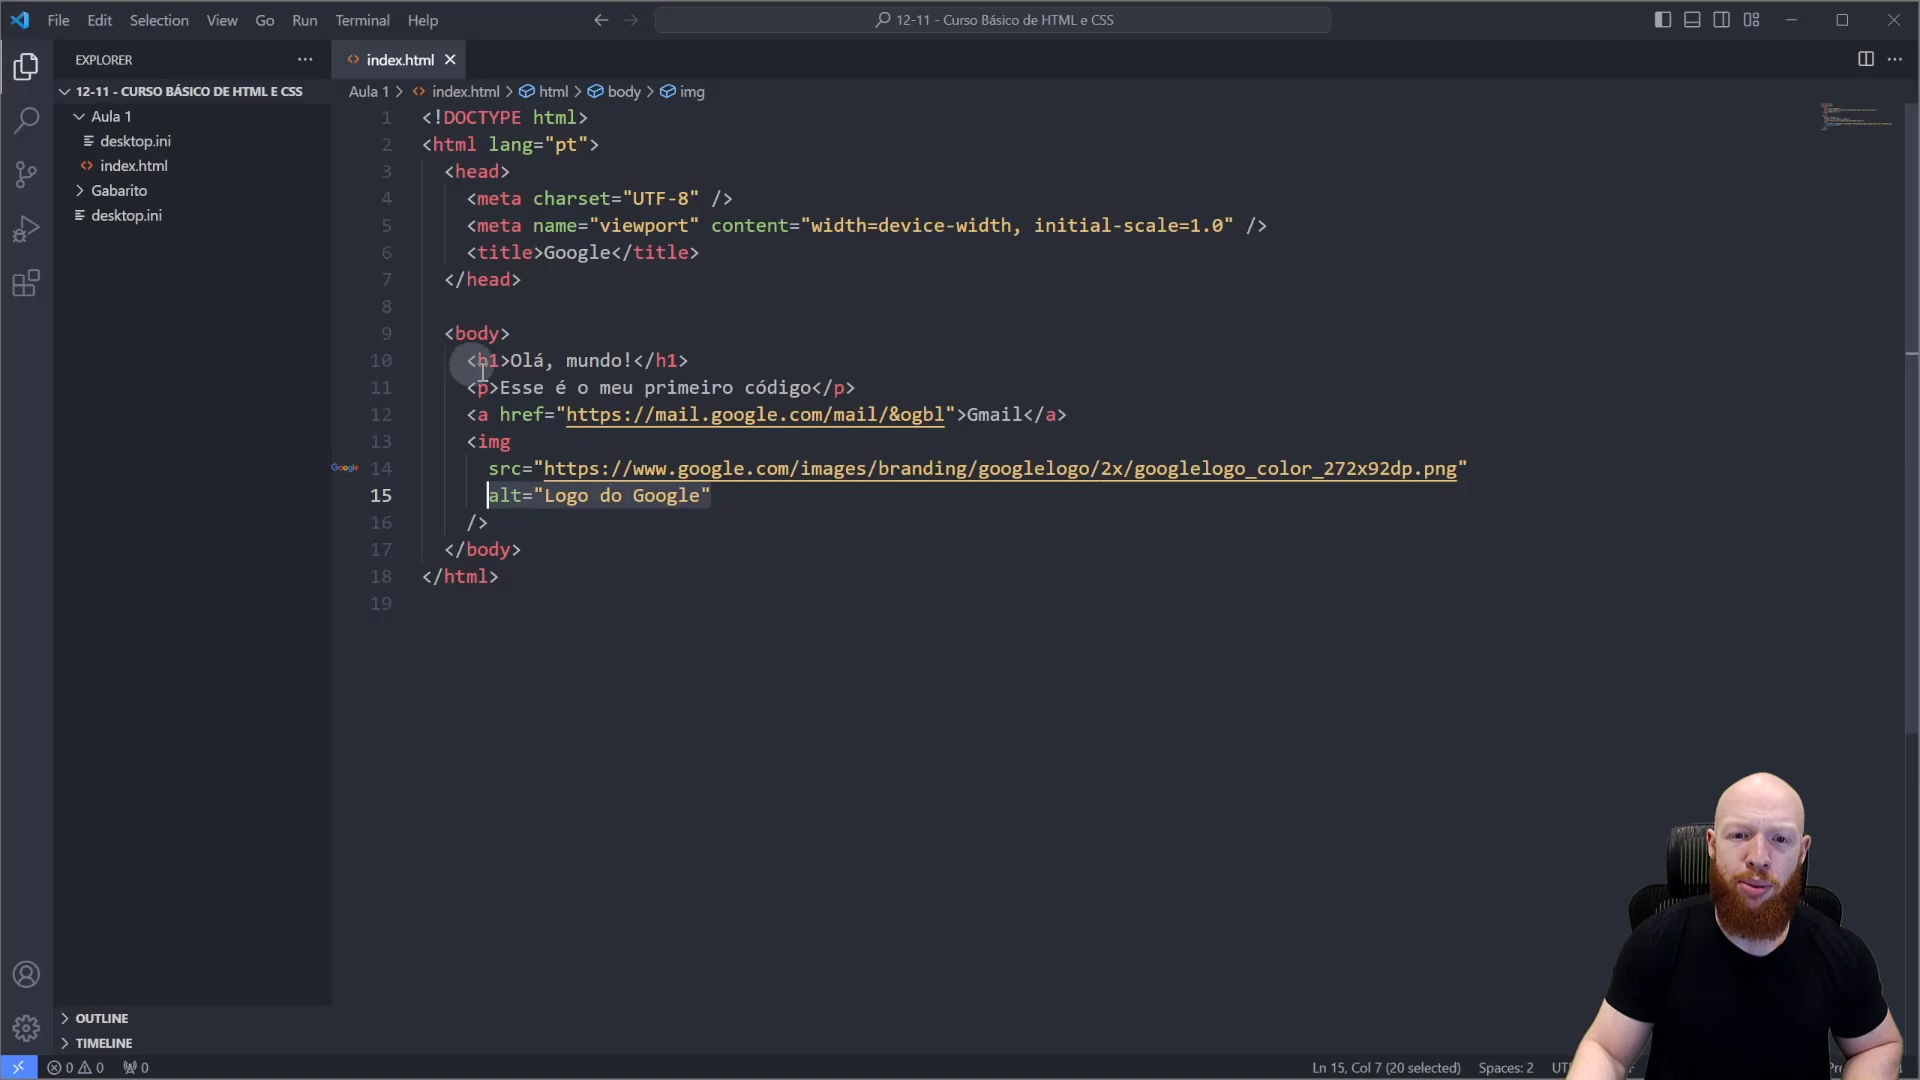 File Edit Selection View Go Run Terminal Help
12-11 - Curso Básico de HTML e CSS
EXPLORER
index.html
12-11 - CURSO BÁSICO DE HTML E CSS
Aula 1
desktop.ini
index.html
Gabarito
desktop.ini
Aula 1 > index.html > html > body > img
1 <!DOCTYPE html>
2 <html lang="pt">
3 <head>
4 <meta charset="UTF-8" />
5 <meta name="viewport" content="width=device-width, initial-scale=1.0" />
6 <title>Google</title>
7 </head>
8
9 <body>
10 <h1>Olá, mundo!</h1>
11 <p>Esse é o meu primeiro código</p>
12 <a href="https://mail.google.com/mail/&ogbl">Gmail</a>
13 <img
Google 14 src="https://www.google.com/images/branding/googlelogo/2x/googlelogo_color_272x92dp.png"
15 alt="Logo do Google"
16 />
17 </body>
18 </html>
19
OUTLINE
TIMELINE
0 0 0
Ln 15, Col 7 (20 selected) Spaces: 2